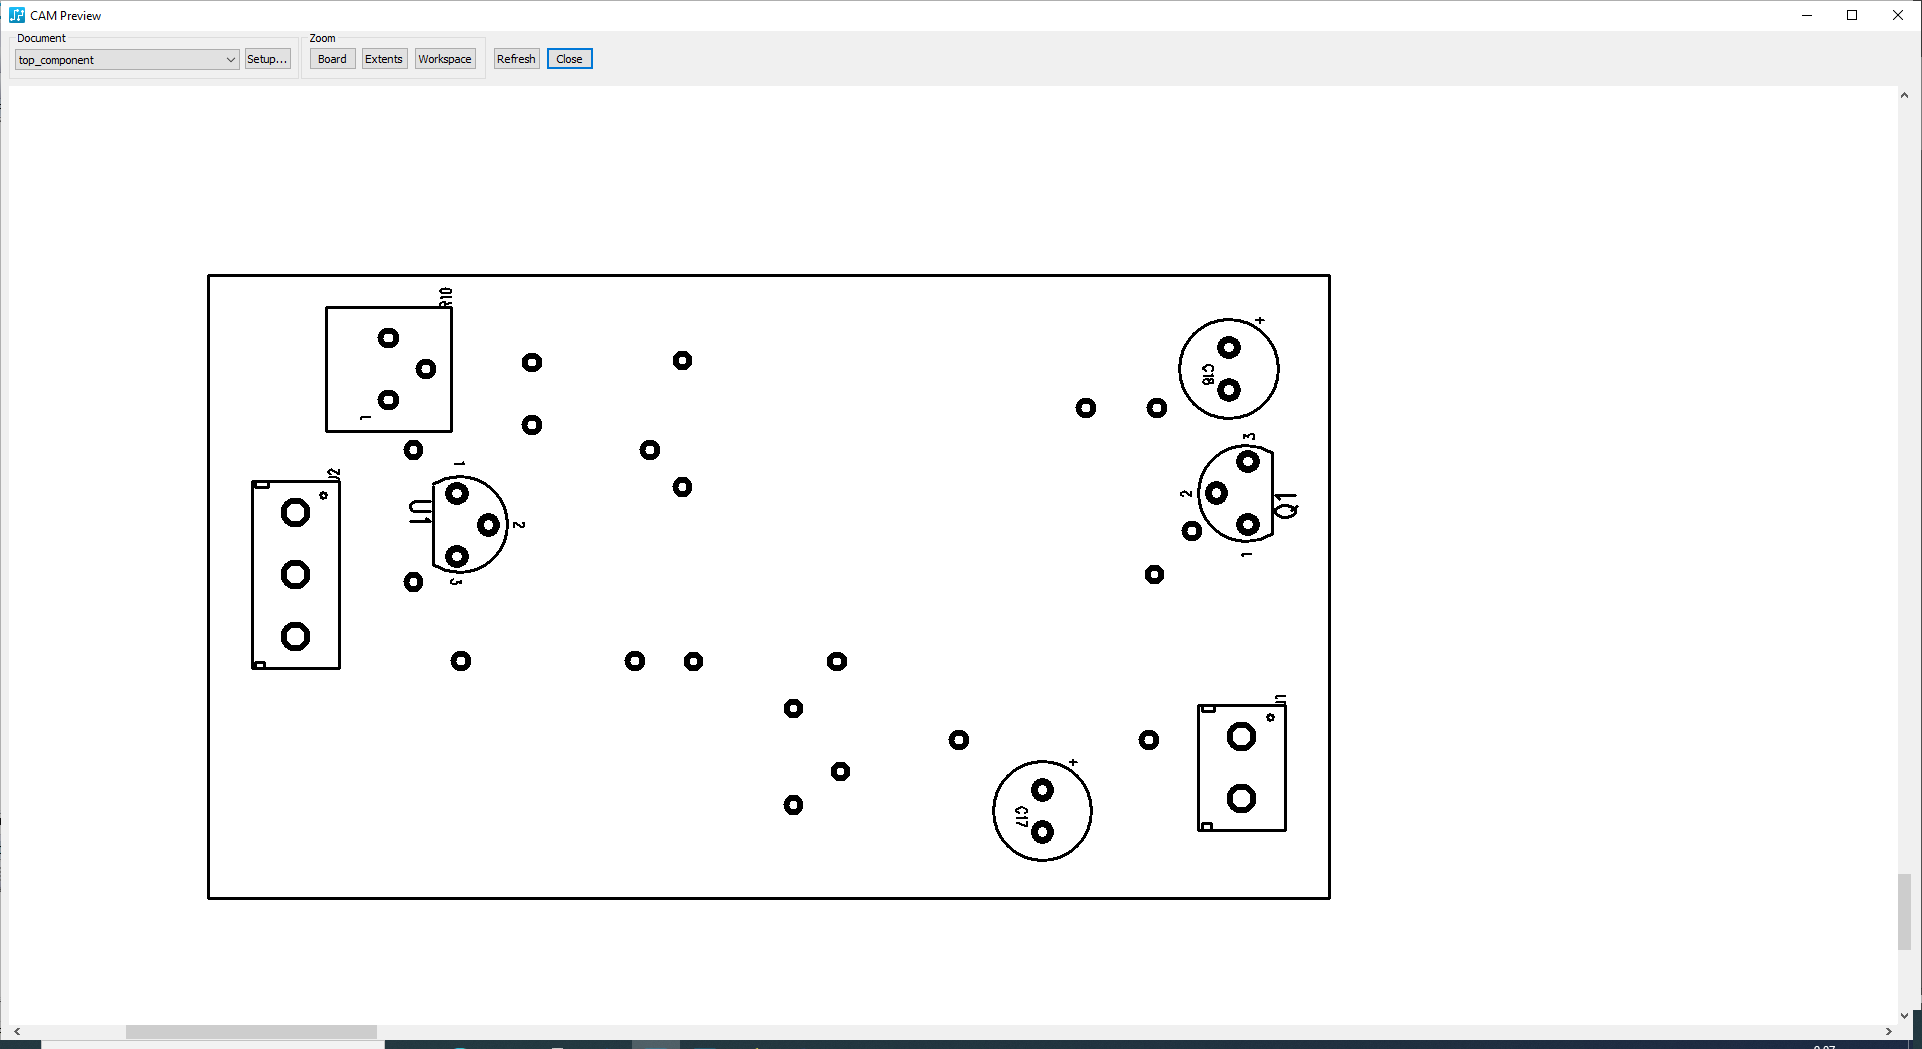 CAM Preview
Document
Zoom
top_component
Setup...
Board
Extents
Workspace
Refresh
Close
R10
+
C18
1
3
J2
1
2
U1
2
Q1
3
1
J1
+
C17